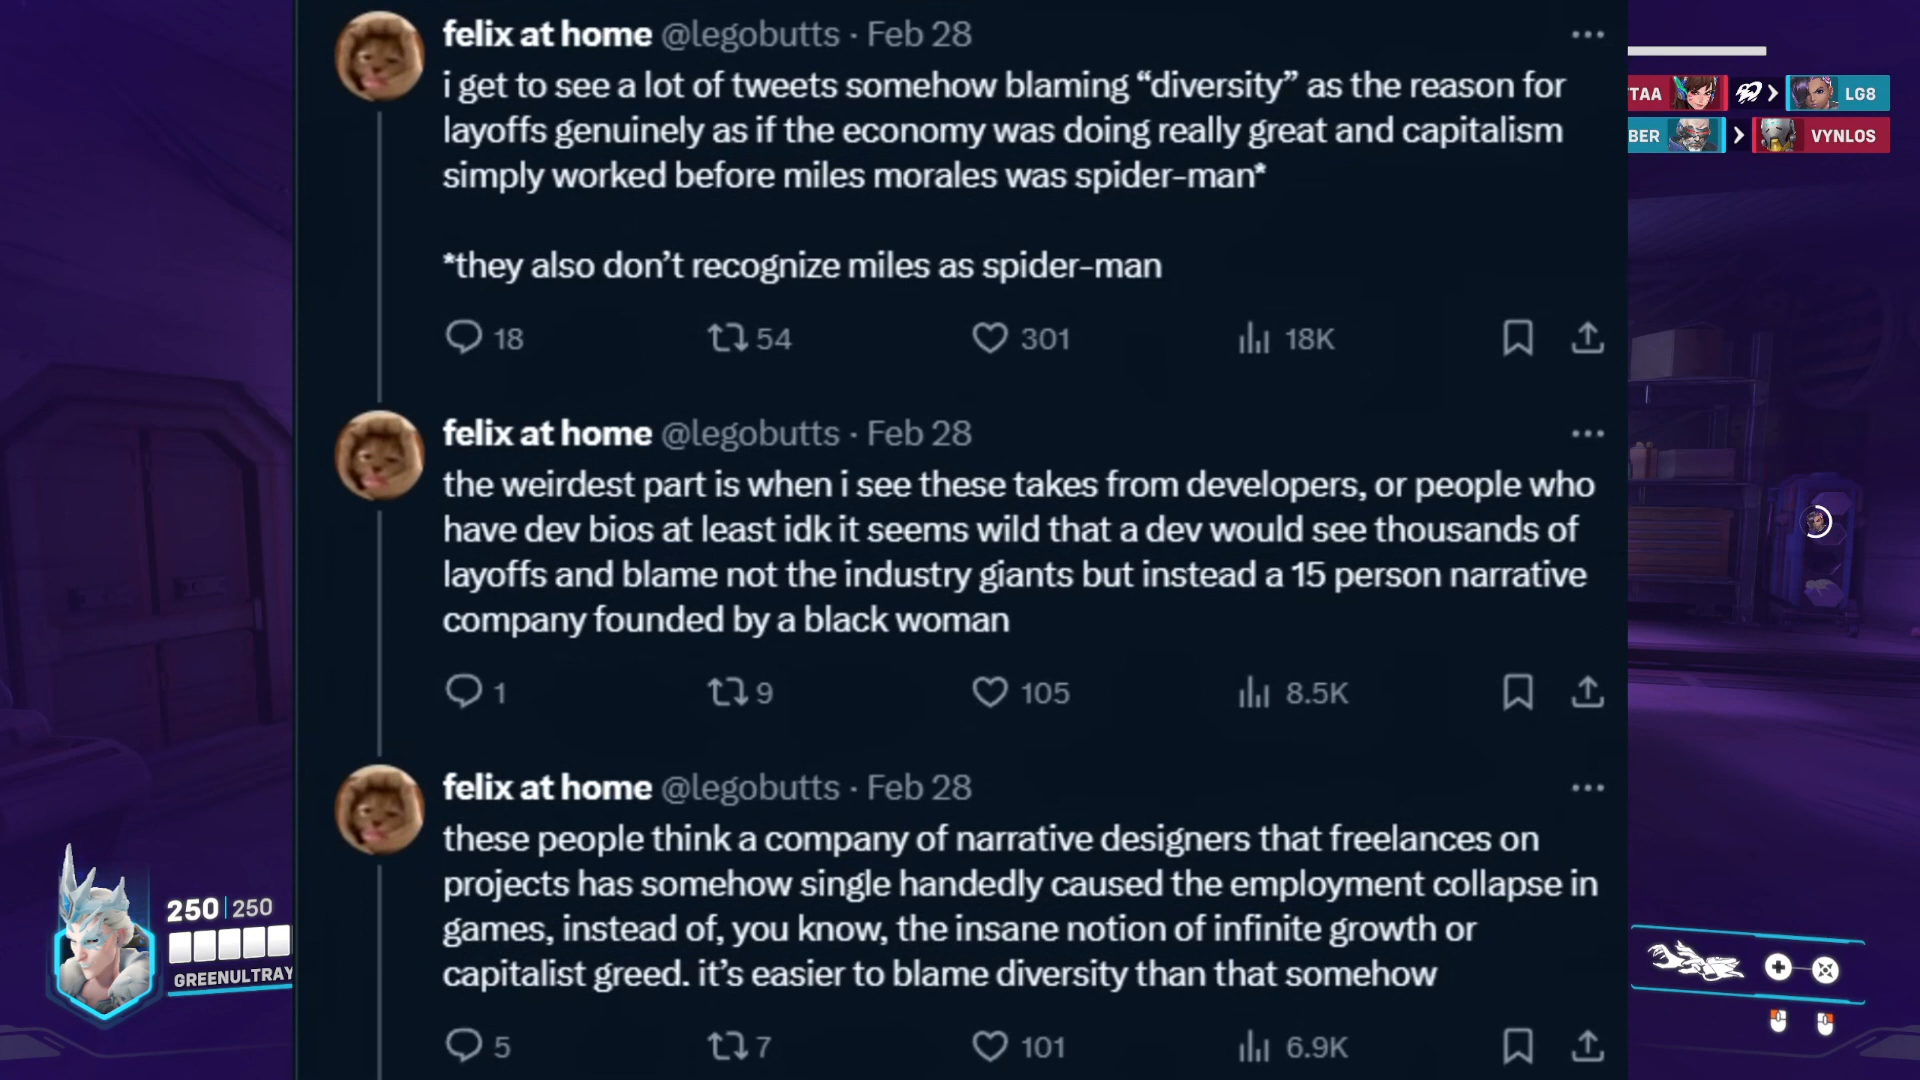 felix at home @legobutts · Feb 28
i get to see a lot of tweets somehow blaming “diversity” as the reason for
layoffs genuinely as if the economy was doing really great and capitalism
simply worked before miles morales was spider-man*
*they also don’t recognize miles as spider-man
18 54 301 18K
felix at home @legobutts · Feb 28
the weirdest part is when i see these takes from developers, or people who
have dev bios at least idk it seems wild that a dev would see thousands of
layoffs and blame not the industry giants but instead a 15 person narrative
company founded by a black woman
1 9 105 8.5K
felix at home @legobutts · Feb 28
these people think a company of narrative designers that freelances on
projects has somehow single handedly caused the employment collapse in
games, instead of, you know, the insane notion of infinite growth or
capitalist greed. it’s easier to blame diversity than that somehow
5 7 101 6.9K
TAA LG8
BER VYNLOS
250 | 250
GREENULTRAY